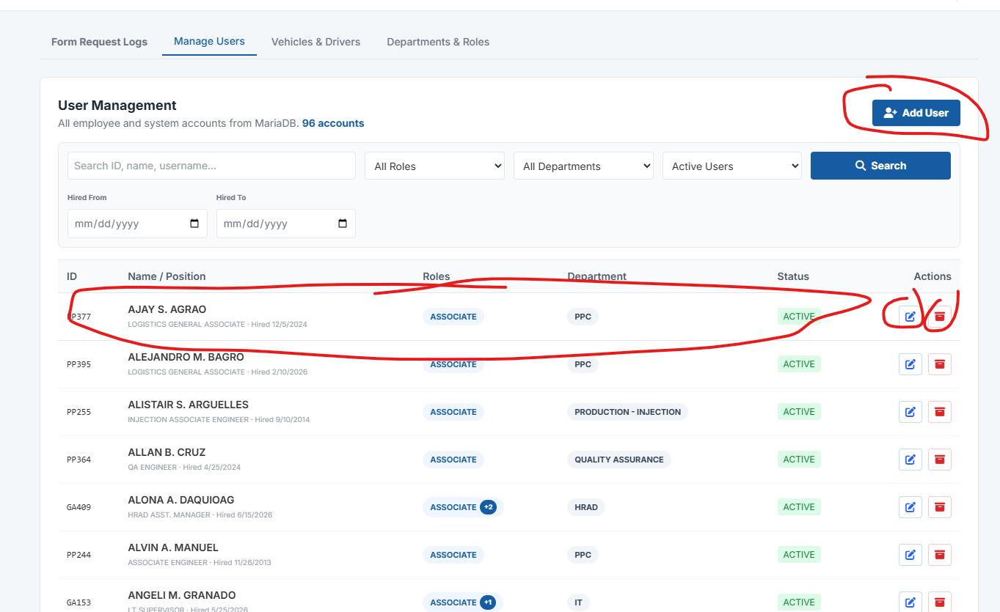 Form Request Logs Manage Users Vehicles & Drivers Departments & Roles
User Management
Add User
All employee and system accounts from MariaDB. 96 accounts
Search ID, name, username... All Roles All Departments Active Users Search
Hired From Hired To
mm/dd/yyyy mm/dd/yyyy
ID Name / Position Roles Department Status Actions
PP377 AJAY S. AGRAO ASSOCIATE PPC ACTIVE
LOGISTICS GENERAL ASSOCIATE · Hired 12/5/2024
PP395 ALEJANDRO M. BAGRO ASSOCIATE PPC ACTIVE
LOGISTICS GENERAL ASSOCIATE · Hired 2/10/2026
PP255 ALISTAIR S. ARGUELLES ASSOCIATE PRODUCTION - INJECTION ACTIVE
INJECTION ASSOCIATE ENGINEER · Hired 9/10/2014
PP364 ALLAN B. CRUZ ASSOCIATE QUALITY ASSURANCE ACTIVE
QA ENGINEER · Hired 4/25/2024
GA409 ALONA A. DAQUIOAG ASSOCIATE +2 HRAD ACTIVE
HRAD ASST. MANAGER · Hired 6/15/2026
PP244 ALVIN A. MANUEL ASSOCIATE PPC ACTIVE
ASSOCIATE ENGINEER · Hired 11/26/2013
GA153 ANGELI M. GRANADO ASSOCIATE +1 IT ACTIVE
I.T SUPERVISOR · Hired 5/25/2026